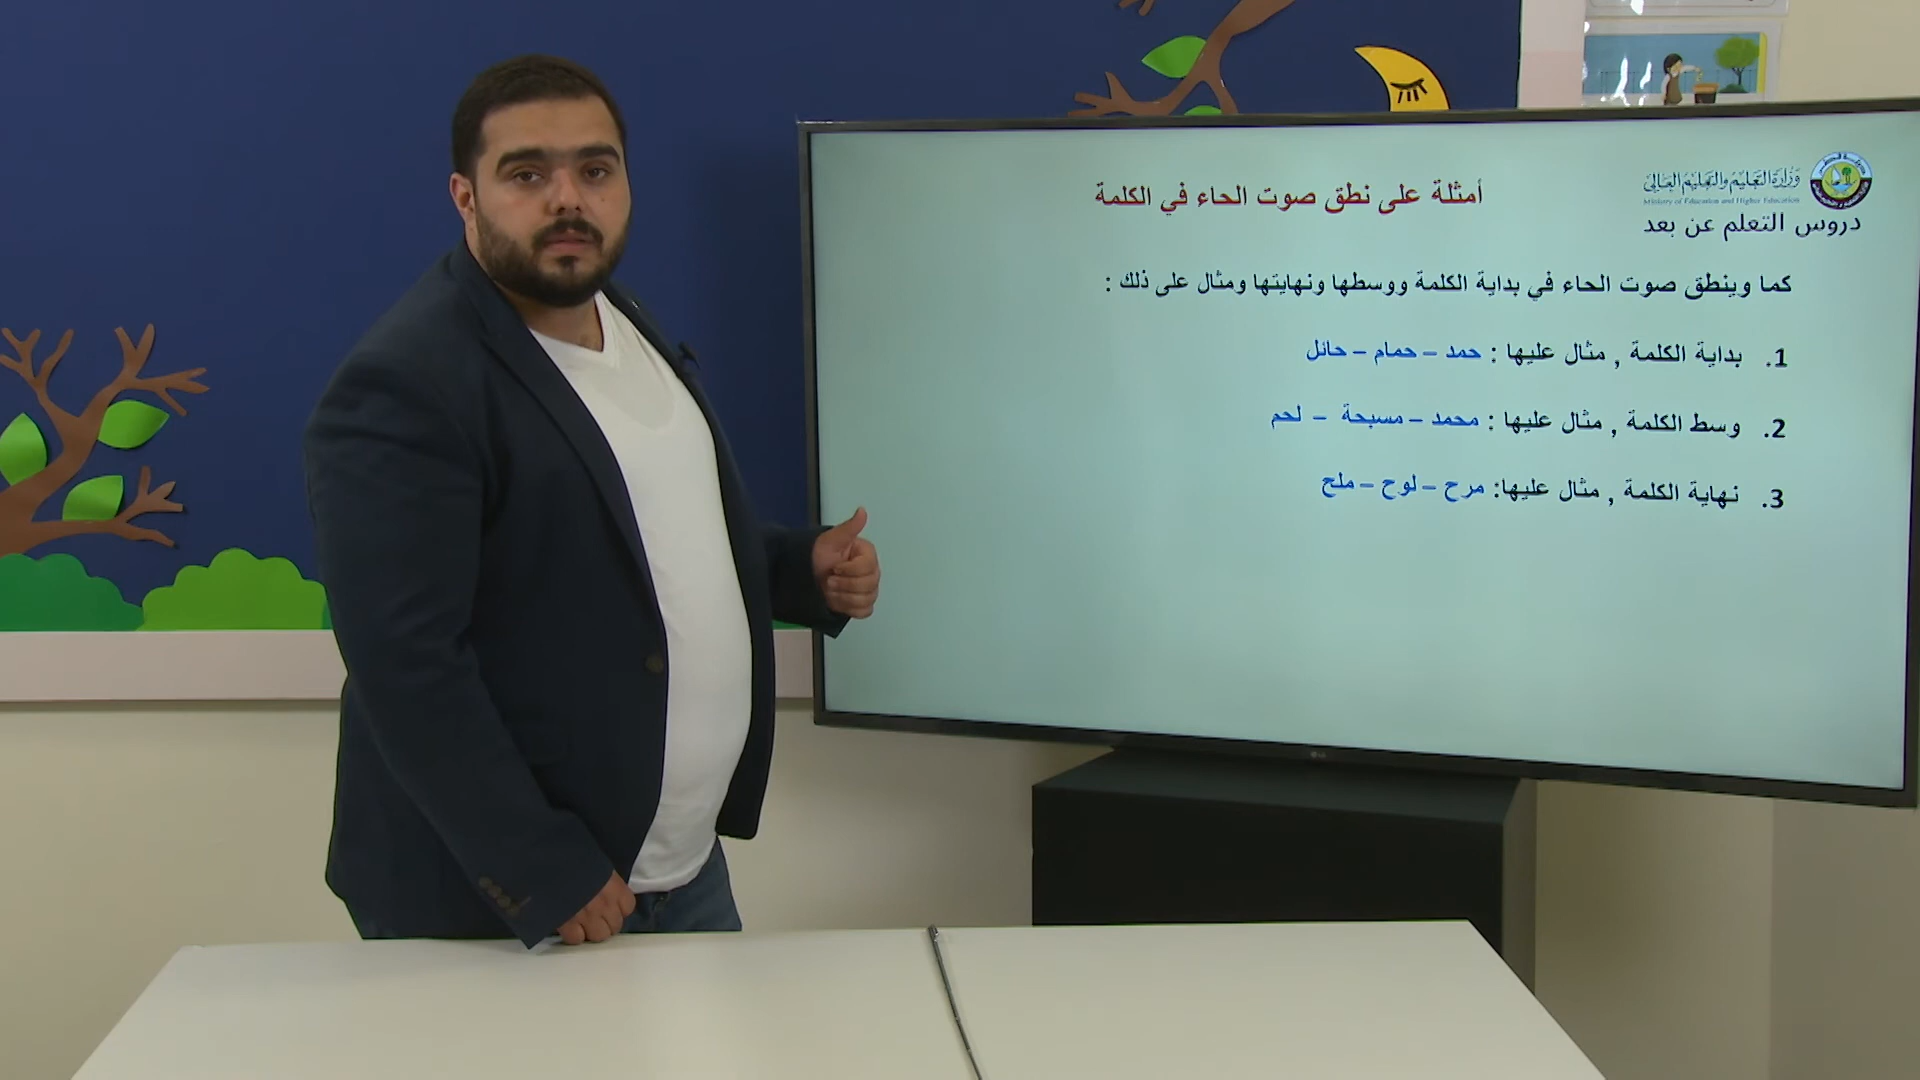 وزارة التعليم والتعليم العالي
Ministry of Education and Higher Education
دروس التعلم عن بعد
أمثلة على نطق صوت الحاء في الكلمة
كما وينطق صوت الحاء في بداية الكلمة ووسطها ونهايتها ومثال على ذلك :
1. بداية الكلمة , مثال عليها : حمد – حمام – حائل
2. وسط الكلمة , مثال عليها : محمد – مسبحة – لحم
3. نهاية الكلمة , مثال عليها: مرح – لوح – ملح
LG